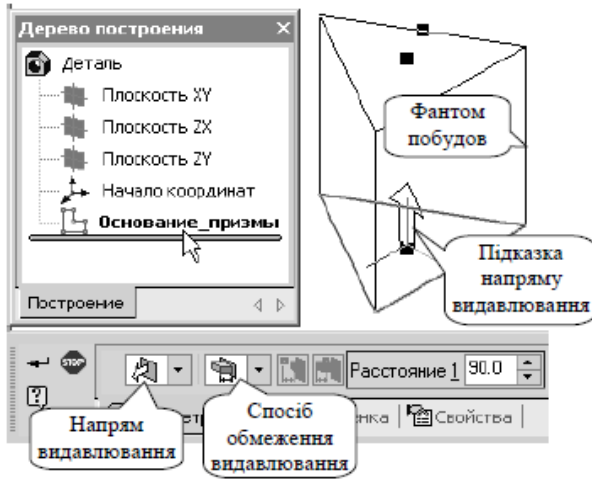 Дерево построения
Деталь
Плоскость XY
Плоскость ZX
Плоскость ZY
Начало координат
Основание_призмы
Построение
Фантом
побудов
Підказка
напряму
видавлювання
STOP
Расстояние 1 90.0
Свойства
Напрям
видавлювання
Спосіб
обмеження
видавлювання